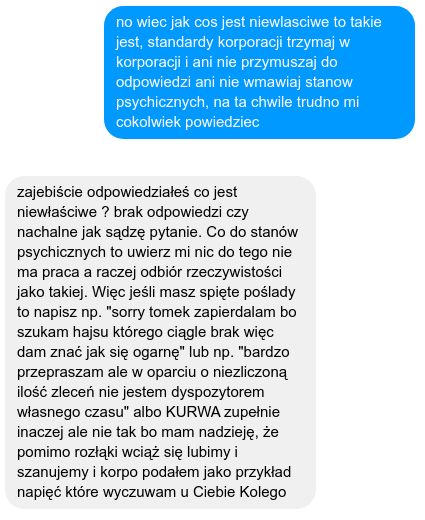 no wiec jak cos jest niewlasciwe to takie
jest, standardy korporacji trzymaj w
korporacji i ani nie przymuszaj do
odpowiedzi ani nie wmawiaj stanow
psychicznych, na ta chwile trudno mi
cokolwiek powiedziec
zajebiście odpowiedziałeś co jest
niewłaściwe ? brak odpowiedzi czy
nachalne jak sądzę pytanie. Co do stanów
psychicznych to uwierz mi nic do tego nie
ma praca a raczej odbiór rzeczywistości
jako takiej. Więc jeśli masz spięte poślady
to napisz np. "sorry tomek zapierdalam bo
szukam hajsu którego ciągle brak więc
dam znać jak się ogarnę" lub np. "bardzo
przepraszam ale w oparciu o niezliczoną
ilość zleceń nie jestem dyspozytorem
własnego czasu" albo KURWA zupełnie
inaczej ale nie tak bo mam nadzieję, że
pomimo rozłąki wciąż się lubimy i
szanujemy i korpo podałem jako przykład
napięć które wyczuwam u Ciebie Kolego